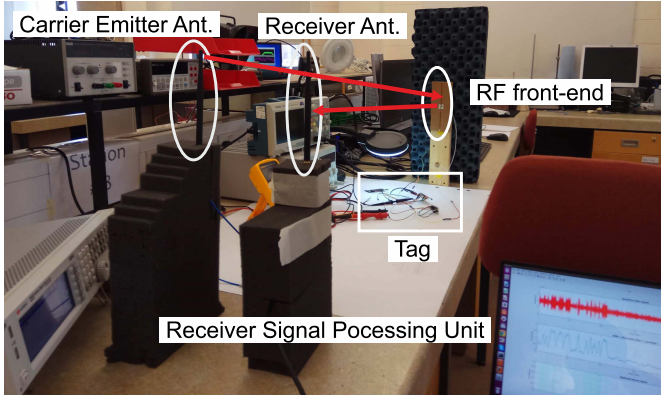 Carrier Emitter Ant.
Receiver Ant.
RF front-end
Station
Tag
Receiver Signal Pocessing Unit